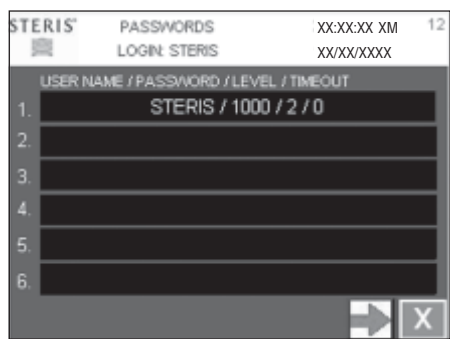 STERIS® PASSWORDS XX:XX:XX XM 12
LOGIN: STERIS XX/XX/XXXX
USER NAME / PASSWORD / LEVEL / TIMEOUT
1. STERIS / 1000 / 2 / 0
2.
3.
4.
5.
6.
X